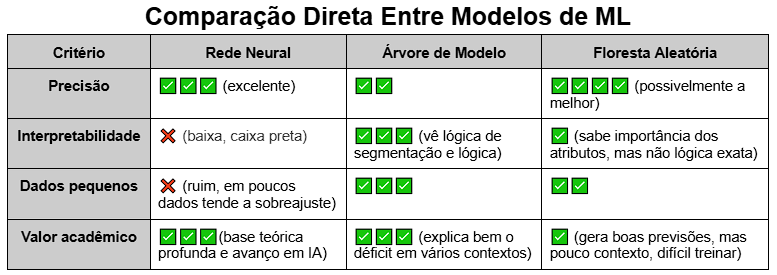 Comparação Direta Entre Modelos de ML
Critério Rede Neural Árvore de Modelo Floresta Aleatória
Precisão ✅✅✅ (excelente) ✅✅ ✅✅✅✅ (possivelmente a
melhor)
Interpretabilidade ❌ (baixa, caixa preta) ✅✅✅ (vê lógica de
segmentação e lógica) ✅ (sabe importância dos
atributos, mas não lógica exata)
Dados pequenos ❌ (ruim, em poucos
dados tende a sobreajuste) ✅✅✅ ✅✅
Valor acadêmico ✅✅✅(base teórica
profunda e avanço em IA) ✅✅✅ (explica bem o
déficit em vários contextos) ✅ (gera boas previsões, mas
pouco contexto, difícil treinar)